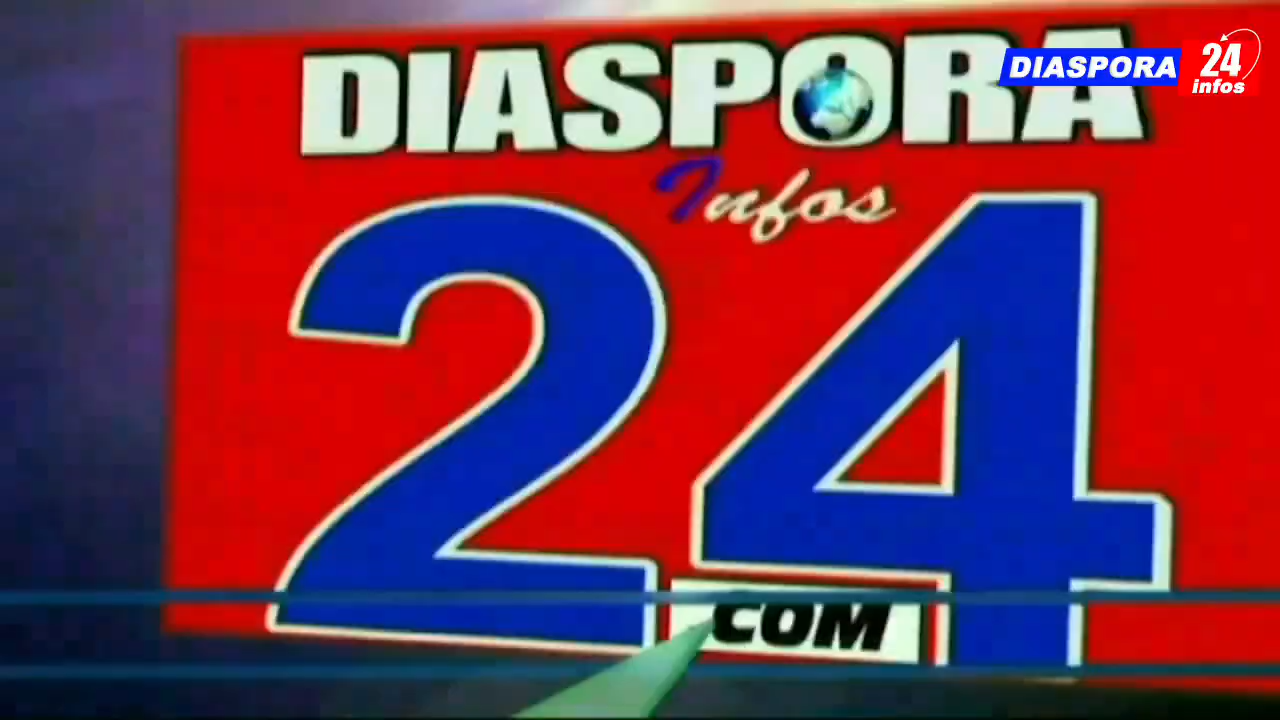 DIASPORA
Infos
24
.COM
DIASPORA 24
infos